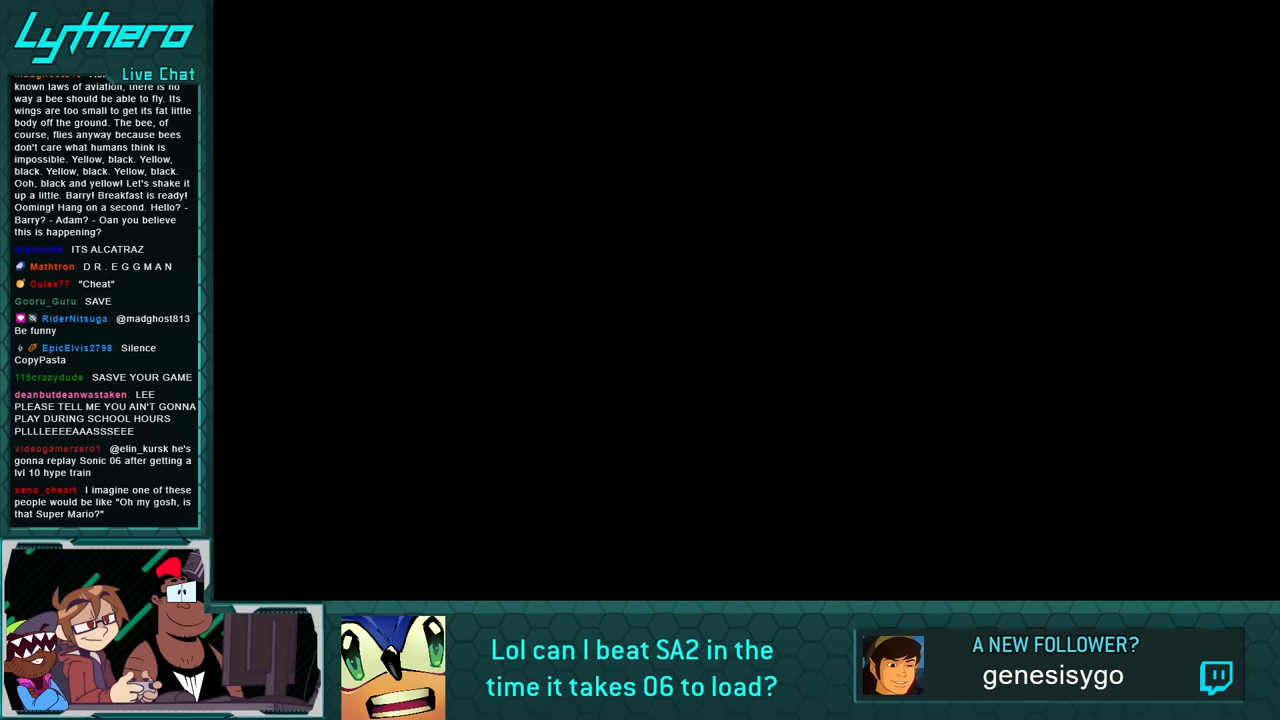 Lythero
Live Chat
known laws of aviation, there is no
way a bee should be able to fly. Its
wings are too small to get its fat little
body off the ground. The bee, of
course, flies anyway because bees
don't care what humans think is
impossible. Yellow, black. Yellow,
black. Yellow, black. Yellow, black.
Ooh, black and yellow! Let's shake it
up a little. Barry! Breakfast is ready!
Ooming! Hang on a second. Hello? -
Barry? - Adam? - Oan you believe
this is happening?
ITS ALCATRAZ
Mathtron: D R . E G G M A N
Culex77: "Cheat"
Gooru_Guru: SAVE
RiderNitsuga: @madghost813
Be funny
EpicElvis2798: Silence
CopyPasta
115crazydude: SASVE YOUR GAME
deanbutdeanwastaken: LEE
PLEASE TELL ME YOU AIN'T GONNA
PLAY DURING SCHOOL HOURS
PLLLLEEEEAAASSSEEE
videogamerzero1: @elin_kursk he's
gonna replay Sonic 06 after getting a
lvl 10 hype train
xeno_cheart: I imagine one of these
people would be like "Oh my gosh, is
that Super Mario?"
Lol can I beat SA2 in the
time it takes 06 to load?
A NEW FOLLOWER?
genesisygo